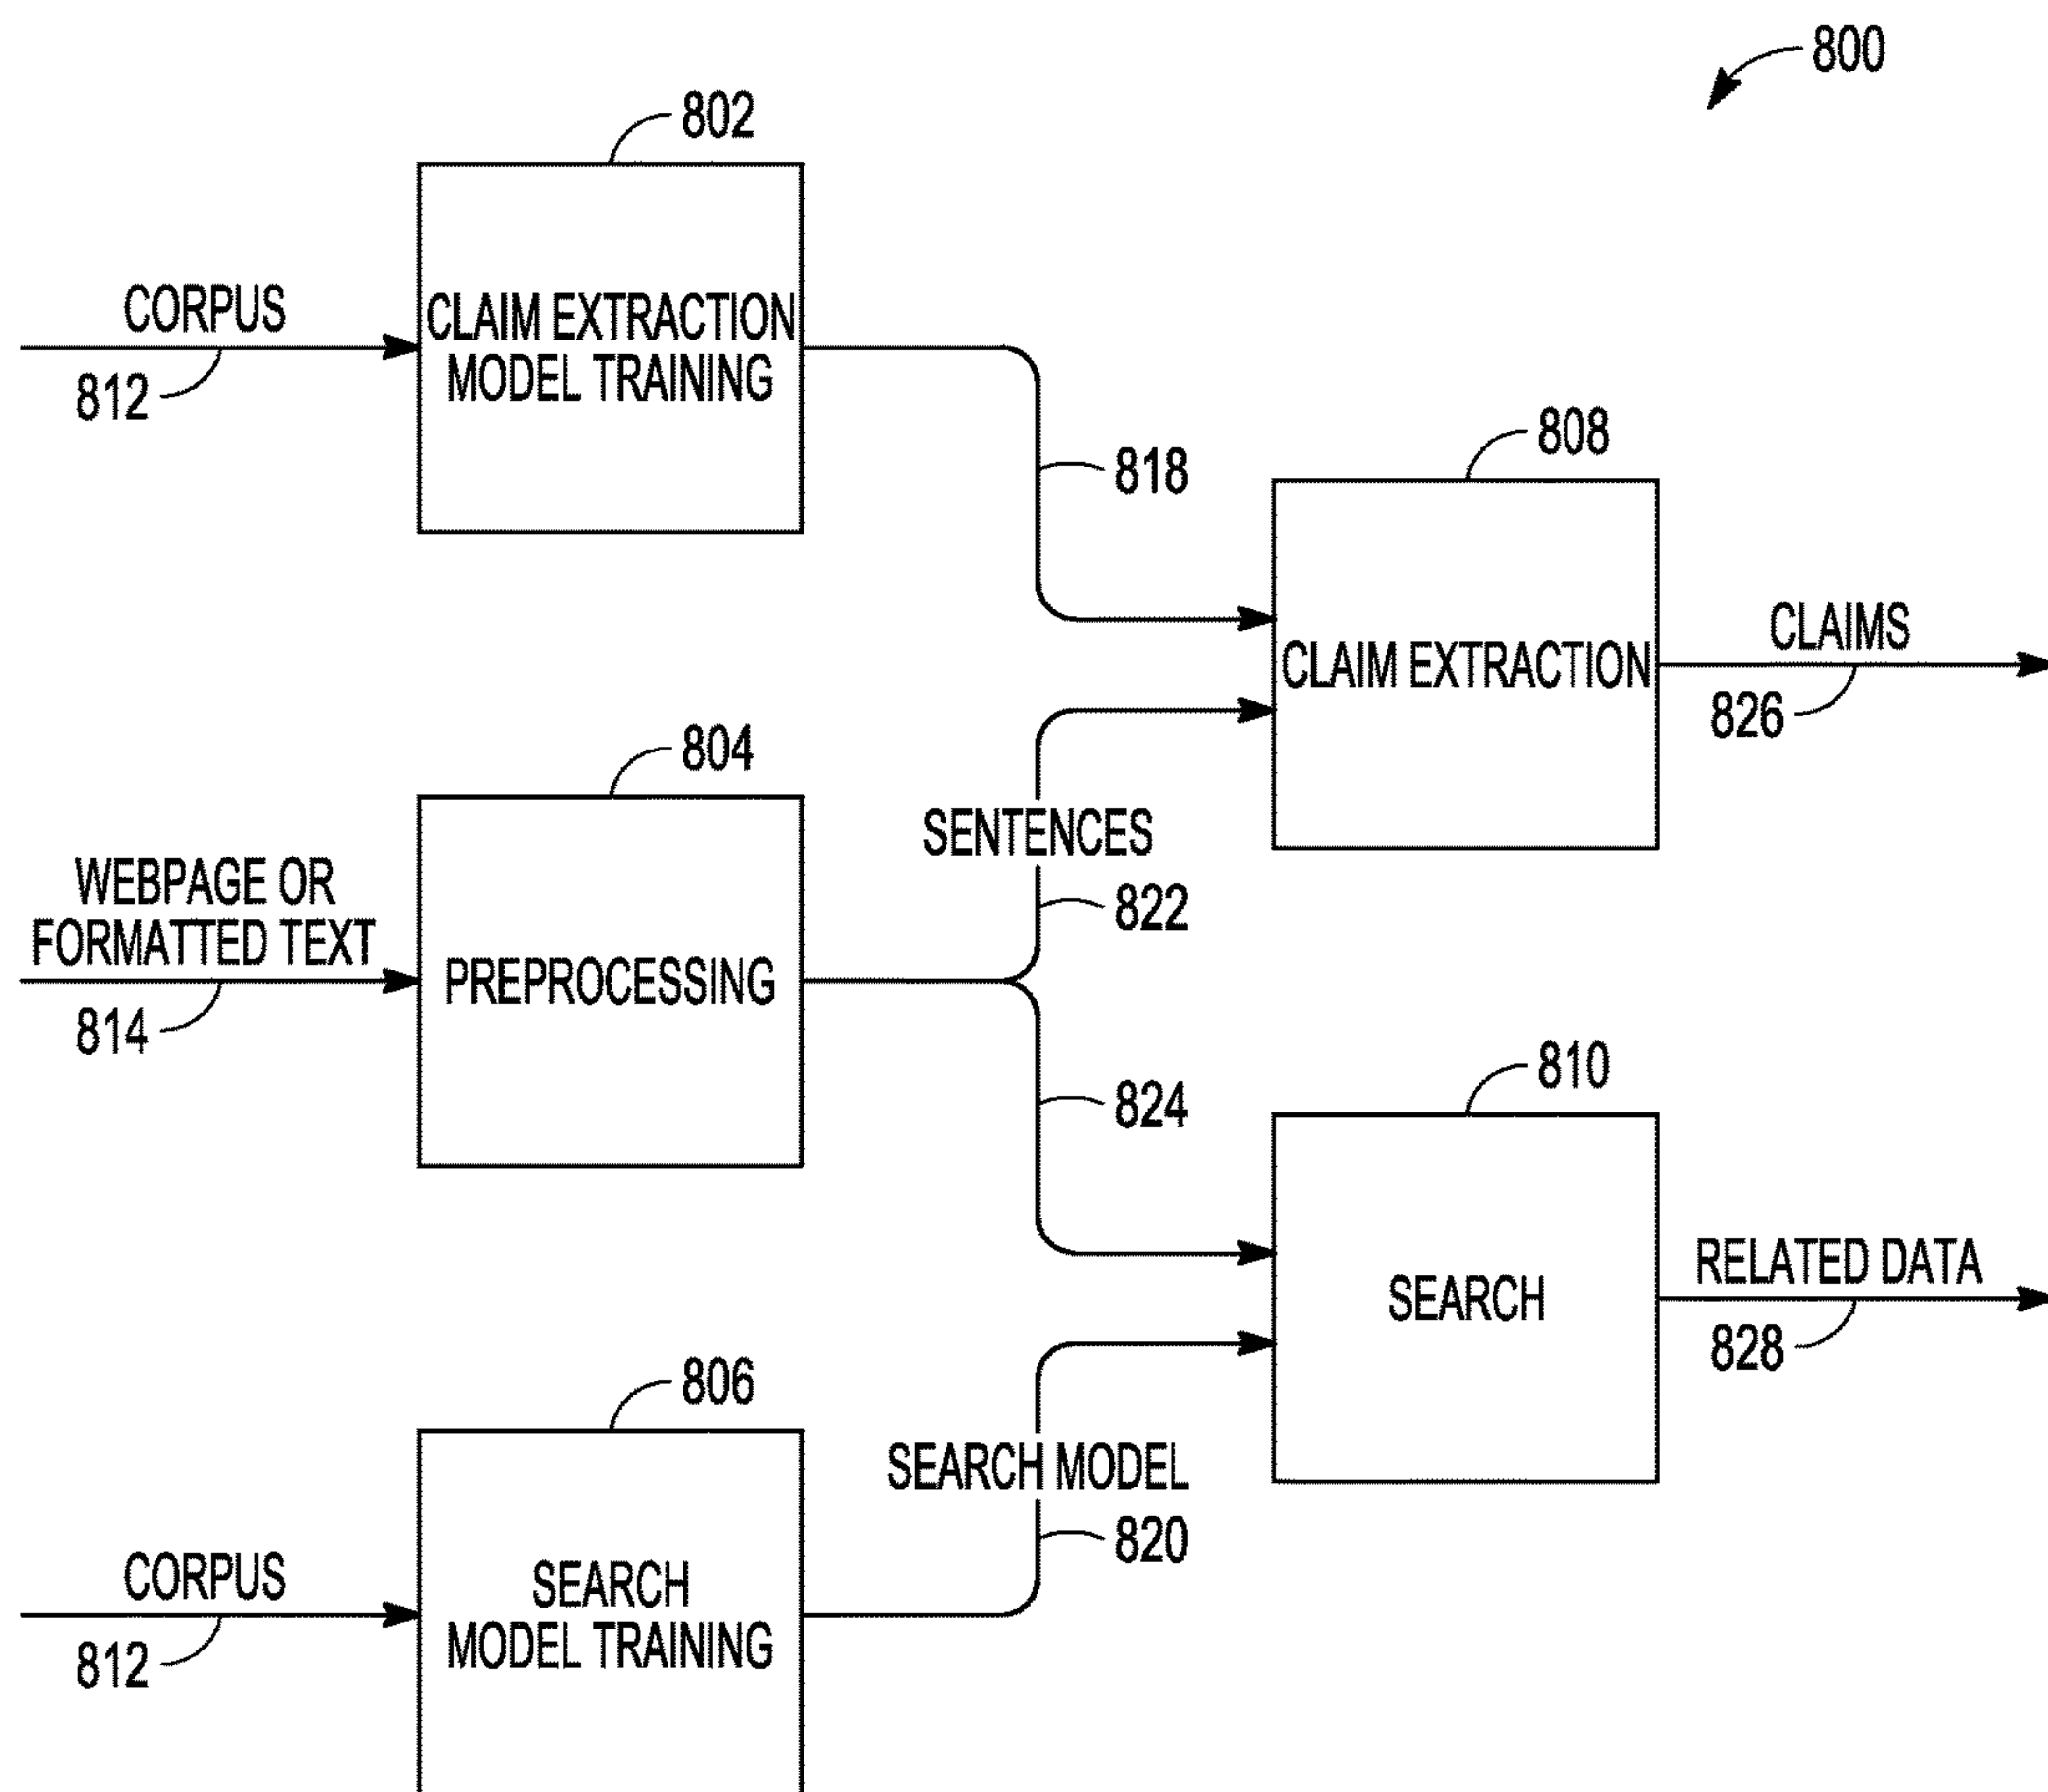 800
802
CORPUS
812
CLAIM EXTRACTION
MODEL TRAINING
818
808
CLAIM EXTRACTION
CLAIMS
826
804
WEBPAGE OR
FORMATTED TEXT
814
PREPROCESSING
SENTENCES
822
824
810
SEARCH
RELATED DATA
828
806
CORPUS
812
SEARCH
MODEL TRAINING
SEARCH MODEL
820